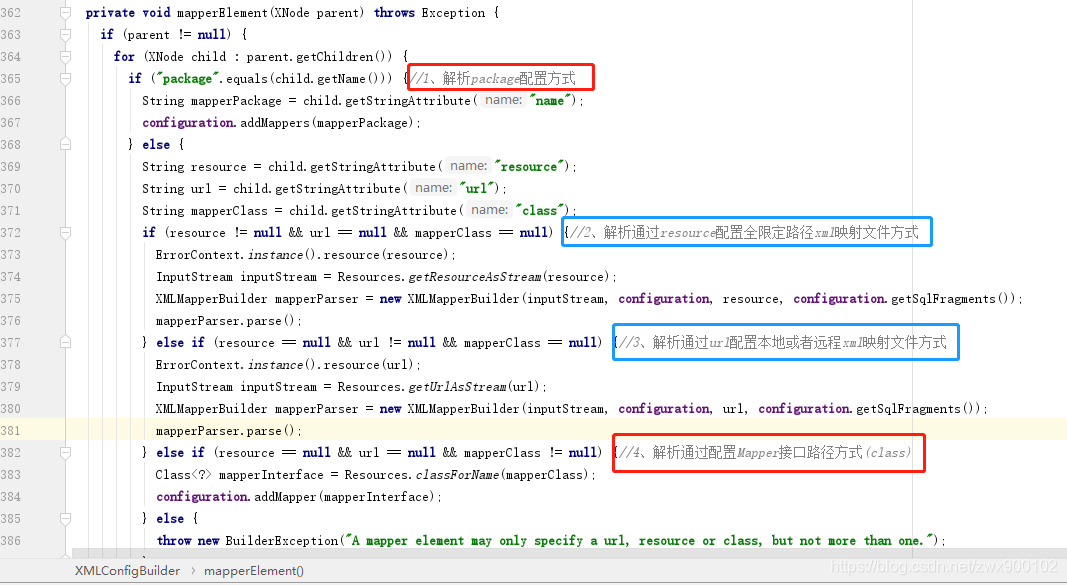 362 private void mapperElement(XNode parent) throws Exception {
363 if (parent != null) {
364 for (XNode child : parent.getChildren()) {
365 if ("package".equals(child.getName())) {//1、解析package配置方式
366 String mapperPackage = child.getStringAttribute( name: "name");
367 configuration.addMappers(mapperPackage);
368 } else {
369 String resource = child.getStringAttribute( name: "resource");
370 String url = child.getStringAttribute( name: "url");
371 String mapperClass = child.getStringAttribute( name: "class");
372 if (resource != null && url == null && mapperClass == null) {//2、解析通过resource配置全限定路径xml映射文件方式
373 ErrorContext.instance().resource(resource);
374 InputStream inputStream = Resources.getResourceAsStream(resource);
375 XMLMapperBuilder mapperParser = new XMLMapperBuilder(inputStream, configuration, resource, configuration.getSqlFragments());
376 mapperParser.parse();
377 } else if (resource == null && url != null && mapperClass == null) {//3、解析通过url配置本地或者远程xml映射文件方式
378 ErrorContext.instance().resource(url);
379 InputStream inputStream = Resources.getUrlAsStream(url);
380 XMLMapperBuilder mapperParser = new XMLMapperBuilder(inputStream, configuration, url, configuration.getSqlFragments());
381 mapperParser.parse();
382 } else if (resource == null && url == null && mapperClass != null) {//4、解析通过配置Mapper接口路径方式(class)
383 Class<?> mapperInterface = Resources.classForName(mapperClass);
384 configuration.addMapper(mapperInterface);
385 } else {
386 throw new BuilderException("A mapper element may only specify a url, resource or class, but not more than one.");
XMLConfigBuilder › mapperElement()
https://blog.csdn.net/zwx900102